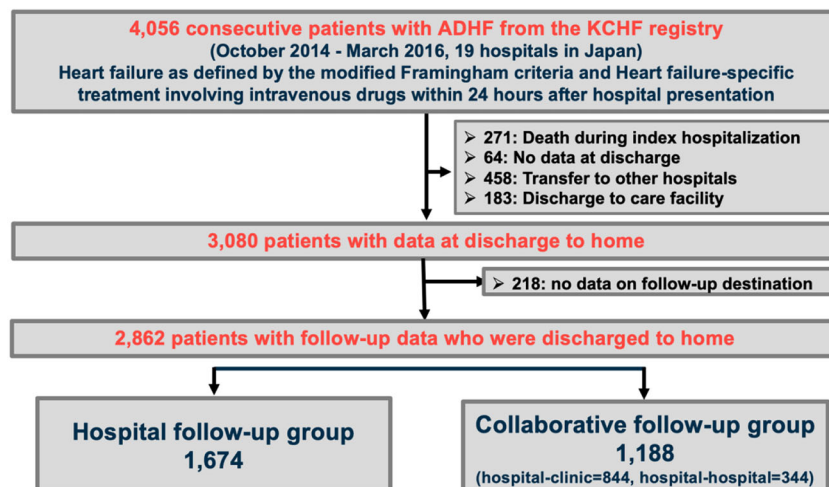 4,056 consecutive patients with ADHF from the KCHF registry
(October 2014 - March 2016, 19 hospitals in Japan)
Heart failure as defined by the modified Framingham criteria and Heart failure-specific
treatment involving intravenous drugs within 24 hours after hospital presentation
➢ 271: Death during index hospitalization
➢ 64: No data at discharge
➢ 458: Transfer to other hospitals
➢ 183: Discharge to care facility
3,080 patients with data at discharge to home
➢ 218: no data on follow-up destination
2,862 patients with follow-up data who were discharged to home
Hospital follow-up group
1,674
Collaborative follow-up group
1,188
(hospital-clinic=844, hospital-hospital=344)